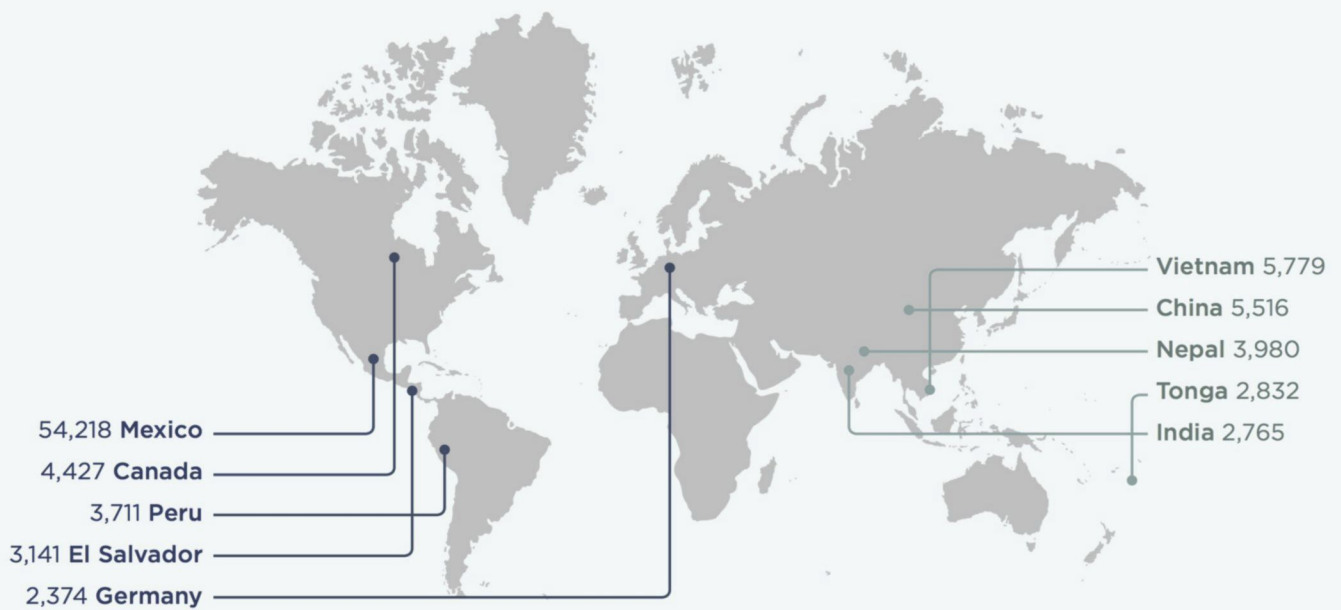 54,218 Mexico
4,427 Canada
3,711 Peru
3,141 El Salvador
2,374 Germany
Vietnam 5,779
China 5,516
Nepal 3,980
Tonga 2,832
India 2,765